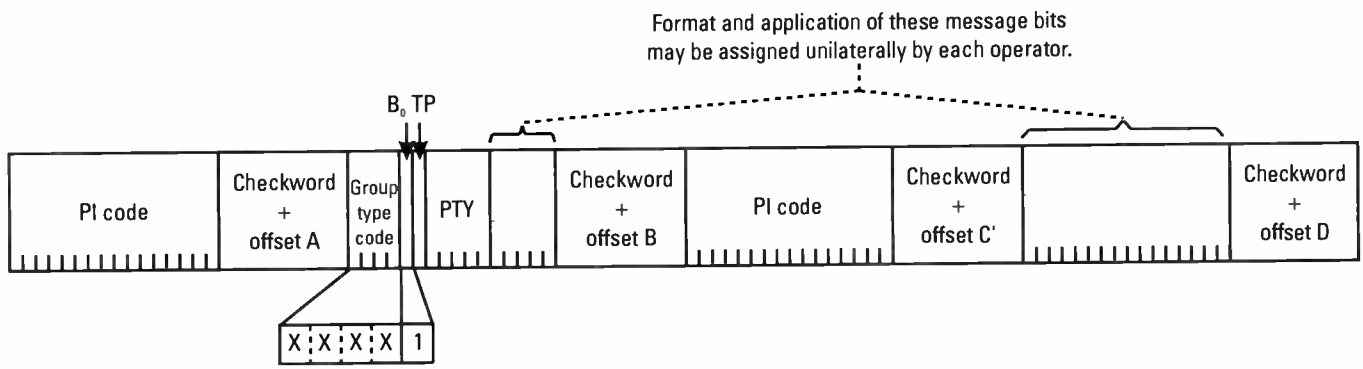 Format and application of these message bits
may be assigned unilaterally by each operator.
B₀ TP
PI code
Checkword
+
offset A
Group
type
code
PTY
Checkword
+
offset B
PI code
Checkword
+
offset C'
Checkword
+
offset D
X X X X 1